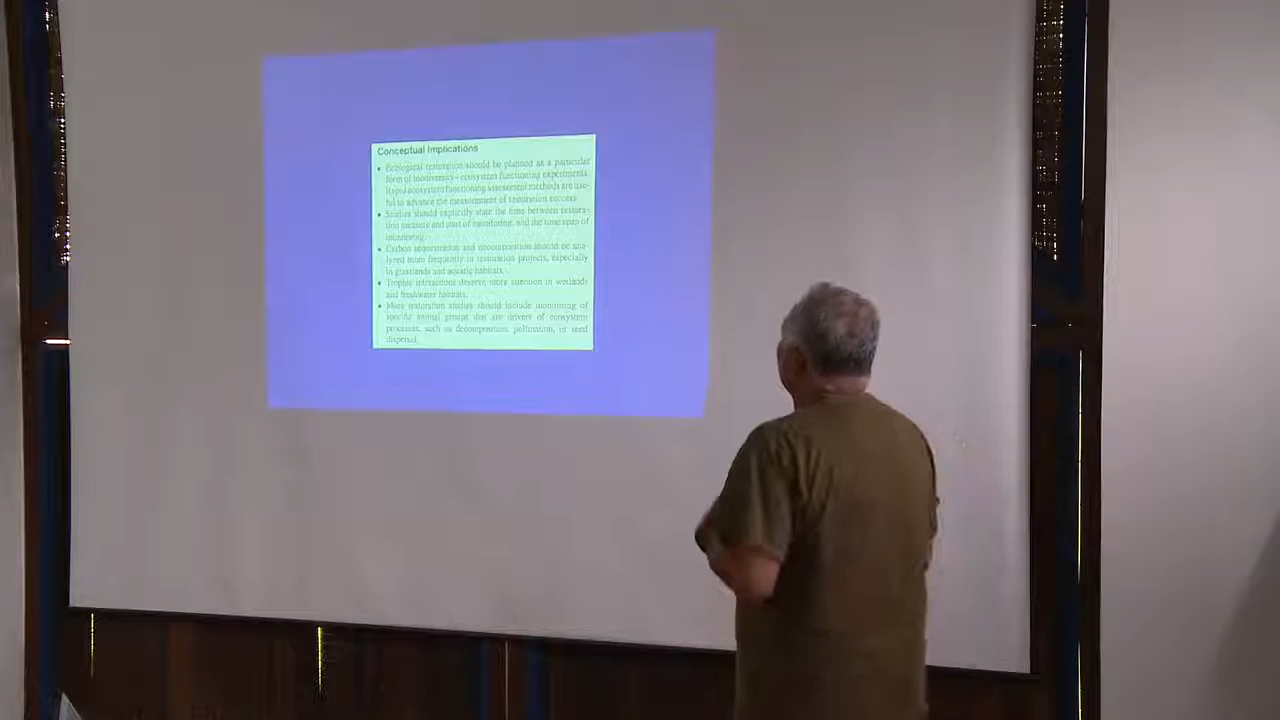 Conceptual Implications
• Ecological restoration should be planned as a particular
form of biodiversity–ecosystem functioning experiments.
Rapid ecosystem functioning assessment methods are use-
ful to advance the measurement of restoration success.
• Studies should explicitly state the time between restora-
tion measure and start of monitoring, and the time span of
monitoring.
• Carbon sequestration and decomposition should be ana-
lyzed more frequently in restoration projects, especially
in grasslands and aquatic habitats.
• Trophic interactions deserve more attention in wetlands
and freshwater habitats.
• More restoration studies should include monitoring of
specific animal groups that are drivers of ecosystem
processes, such as decomposition, pollination, or seed
dispersal.